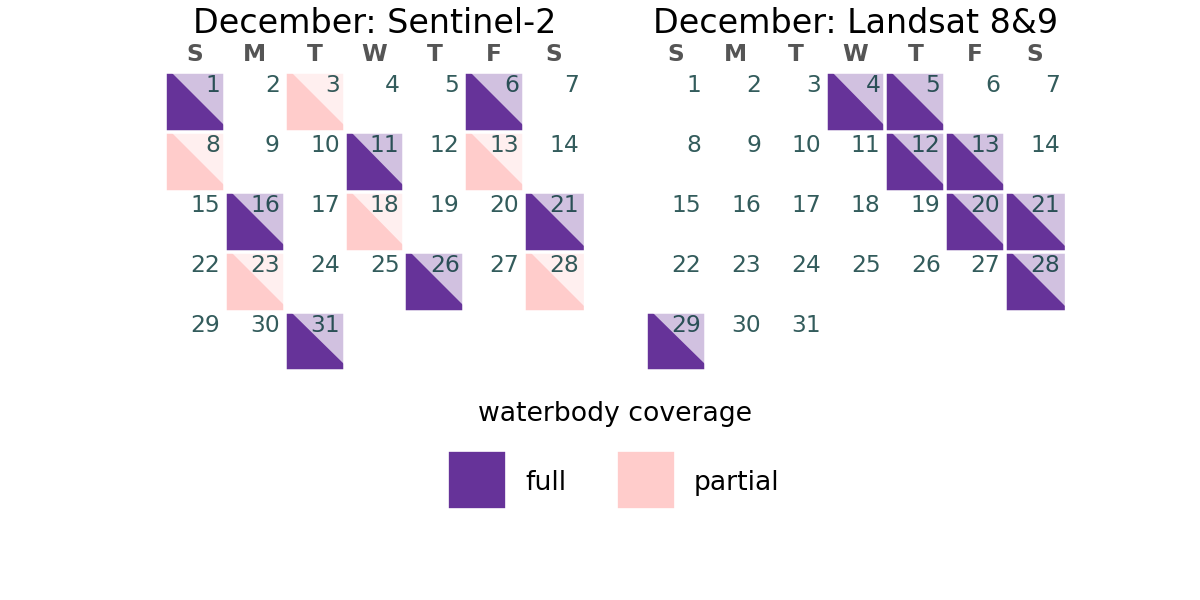 December: Sentinel-2
S M T W T F S
1 2 3 4 5 6 7
8 9 10 11 12 13 14
15 16 17 18 19 20 21
22 23 24 25 26 27 28
29 30 31
December: Landsat 8&9
S M T W T F S
1 2 3 4 5 6 7
8 9 10 11 12 13 14
15 16 17 18 19 20 21
22 23 24 25 26 27 28
29 30 31
waterbody coverage
full partial